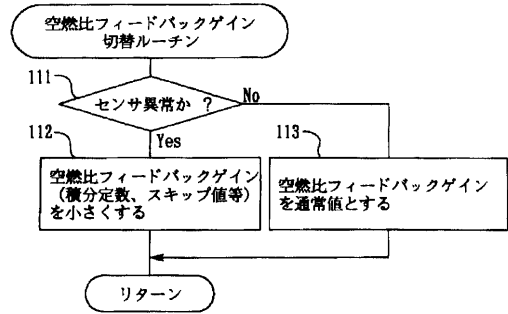 空燃比フィードバックゲイン
切替ルーチン
111
センサ異常か ?
No
Yes
112
空燃比フィードバックゲイン
(積分定数、スキップ値等)
を小さくする
113
空燃比フィードバックゲイン
を通常値とする
リターン